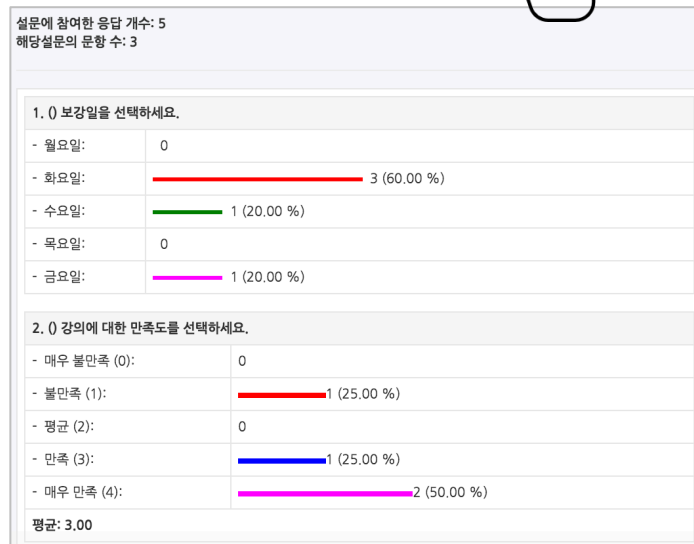 설문에 참여한 응답 개수: 5
해당설문의 문항 수: 3
1. () 보강일을 선택하세요.
- 월요일: 0
- 화요일: 3 (60.00 %)
- 수요일: 1 (20.00 %)
- 목요일: 0
- 금요일: 1 (20.00 %)
2. () 강의에 대한 만족도를 선택하세요.
- 매우 불만족 (0): 0
- 불만족 (1): 1 (25.00 %)
- 평균 (2): 0
- 만족 (3): 1 (25.00 %)
- 매우 만족 (4): 2 (50.00 %)
평균: 3.00